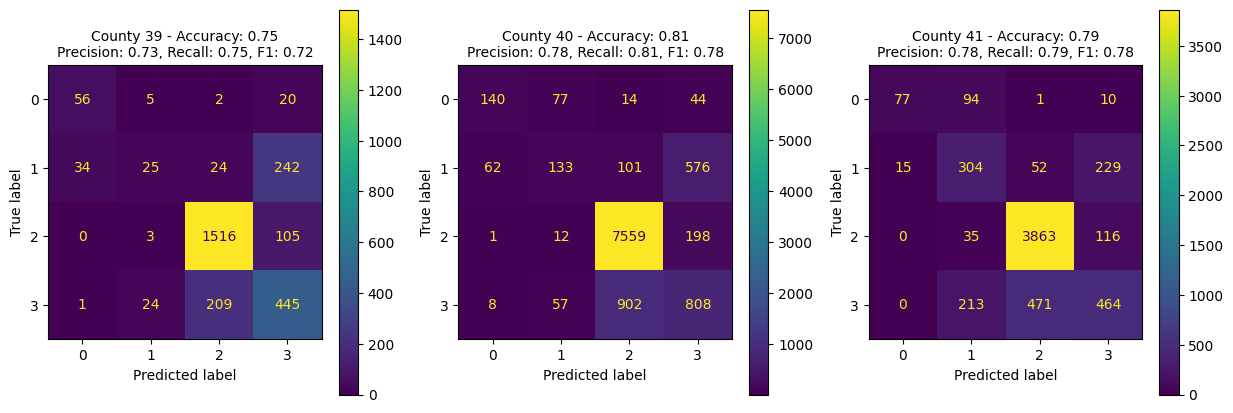 County 39 - Accuracy: 0.75
Precision: 0.73, Recall: 0.75, F1: 0.72
0 56 5 2 20
1 34 25 24 242
2 0 3 1516 105
3 1 24 209 445
0 1 2 3
True label
Predicted label
1400
1200
1000
800
600
400
200
0
County 40 - Accuracy: 0.81
Precision: 0.78, Recall: 0.81, F1: 0.78
0 140 77 14 44
1 62 133 101 576
2 1 12 7559 198
3 8 57 902 808
0 1 2 3
True label
Predicted label
7000
6000
5000
4000
3000
2000
1000
County 41 - Accuracy: 0.79
Precision: 0.78, Recall: 0.79, F1: 0.78
0 77 94 1 10
1 15 304 52 229
2 0 35 3863 116
3 0 213 471 464
0 1 2 3
True label
Predicted label
3500
3000
2500
2000
1500
1000
500
0